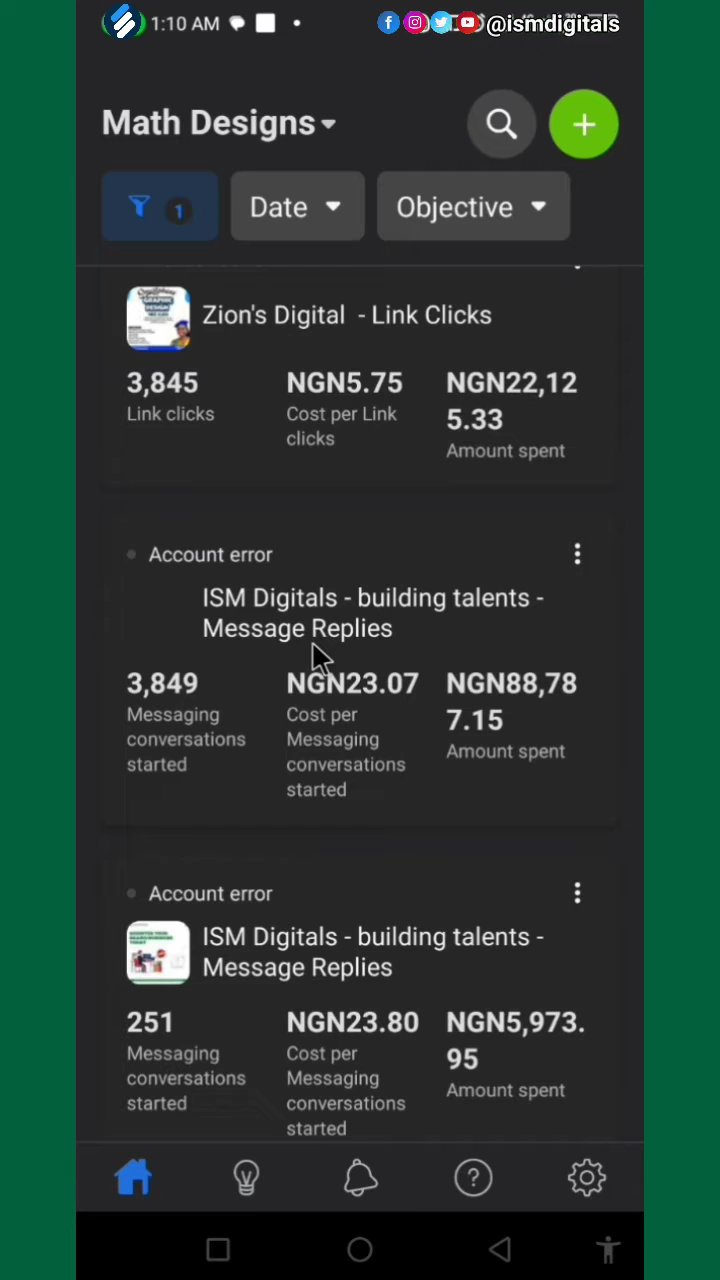 1:10 AM
@ismdigitals
Math Designs
1
Date
Objective
GRAPHIC
DESIGN
Zion's Digital - Link Clicks
3,845
Link clicks
NGN5.75
Cost per Link
clicks
NGN22,12
5.33
Amount spent
Account error
ISM Digitals - building talents -
Message Replies
3,849
Messaging
conversations
started
NGN23.07
Cost per
Messaging
conversations
started
NGN88,78
7.15
Amount spent
Account error
ISM Digitals - building talents -
Message Replies
251
Messaging
conversations
started
NGN23.80
Cost per
Messaging
conversations
started
NGN5,973.
95
Amount spent